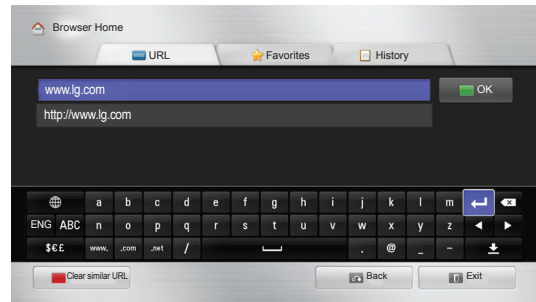 Browser Home
URL
Favorites
History
www.lg.com
OK
http://www.lg.com
a b c d e f g h i j k l m
ENG ABC n o p q r s t u v w x y z
$€£ www. .com .net / . @ _ -
Clear similar URL
Back
Exit